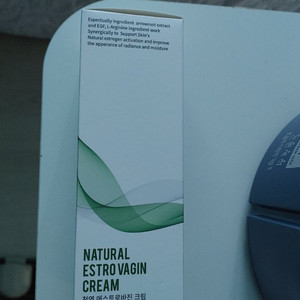 Essentially ingredient pomwonat extract
and EGF, L-Arginine ingredient work
Synergically to Support Skin's
Natural estrogen activation and improve
the apperance of radiance and moisture
NATURAL
ESTRO VAGIN
CREAM
천연 에스트로바진 크림